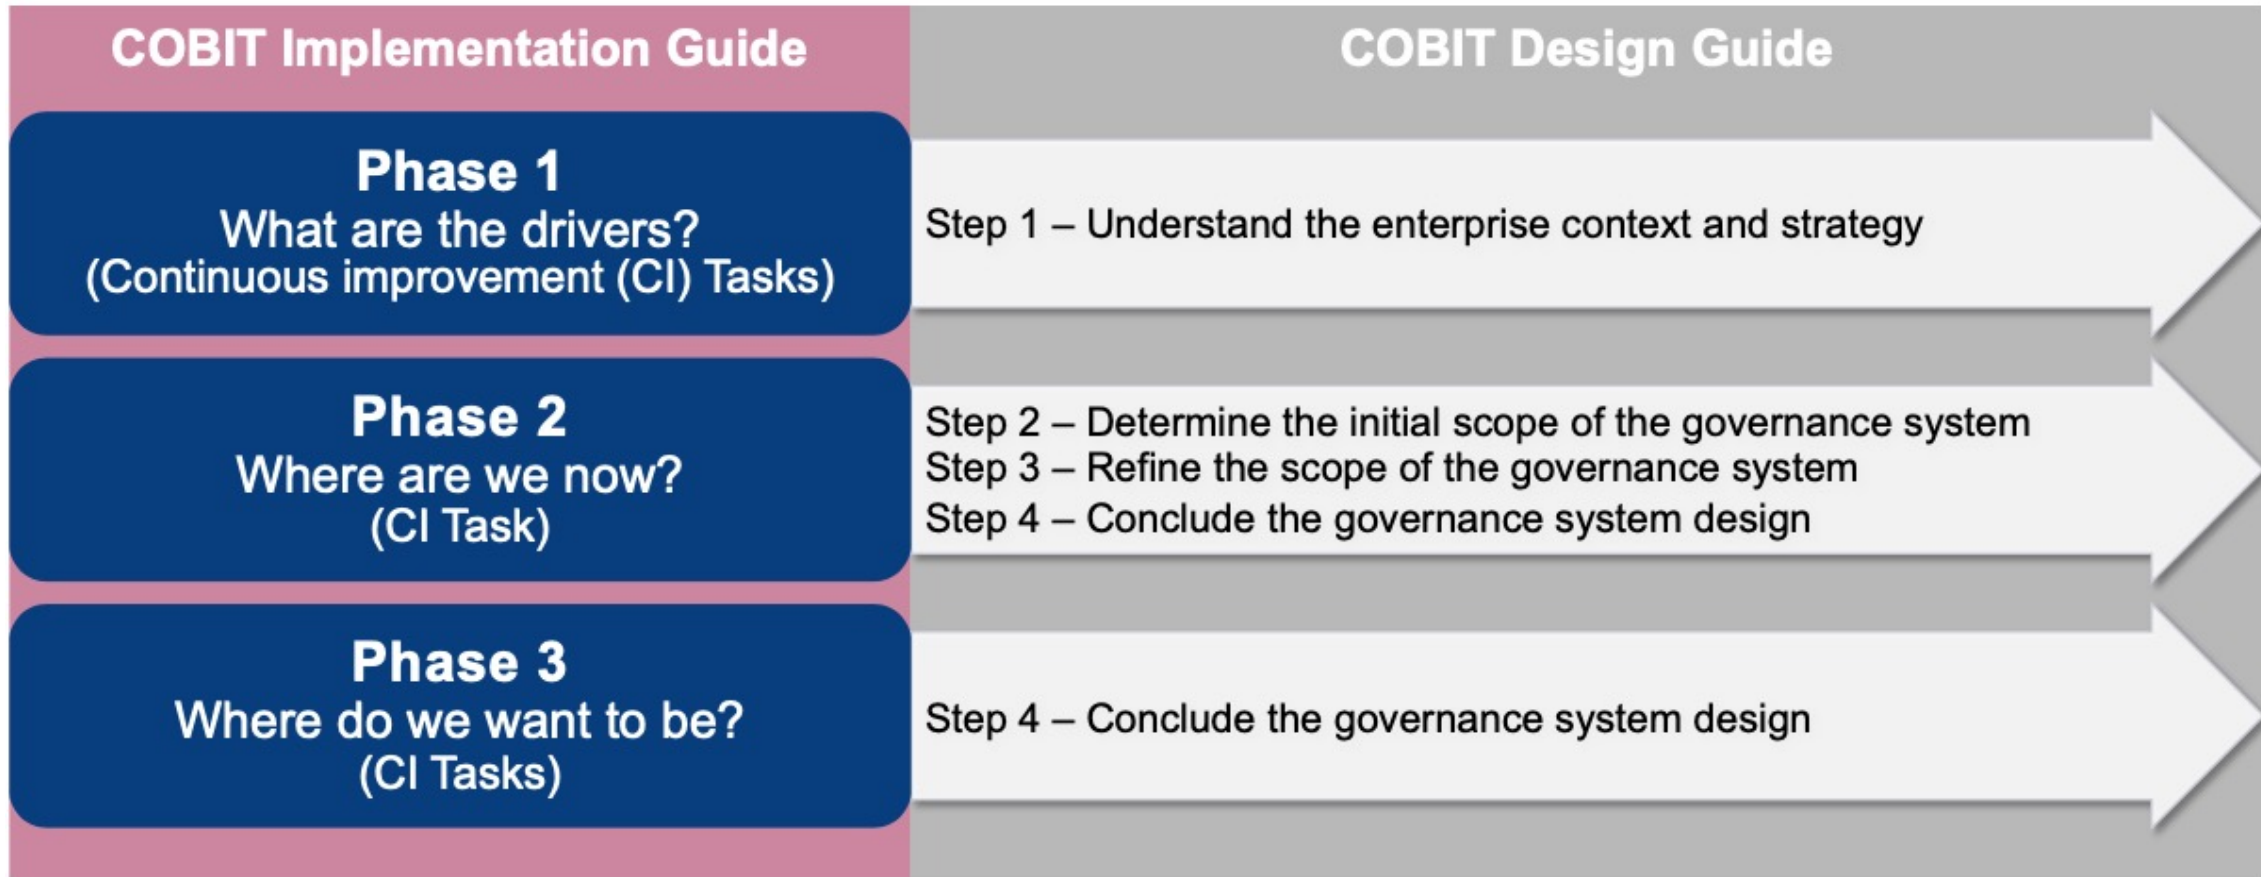 COBIT Implementation Guide
COBIT Design Guide
Phase 1
What are the drivers?
(Continuous improvement (CI) Tasks)
Step 1 – Understand the enterprise context and strategy
Phase 2
Where are we now?
(CI Task)
Step 2 – Determine the initial scope of the governance system
Step 3 – Refine the scope of the governance system
Step 4 – Conclude the governance system design
Phase 3
Where do we want to be?
(CI Tasks)
Step 4 – Conclude the governance system design